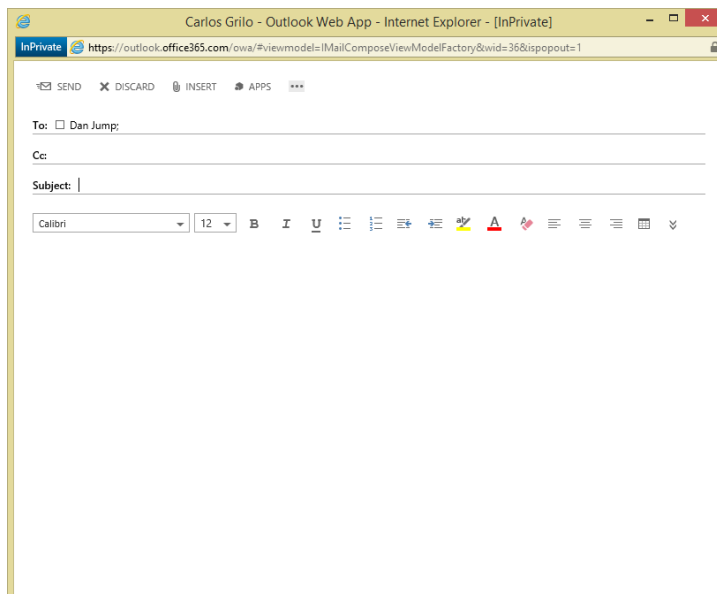 Carlos Grilo - Outlook Web App - Internet Explorer - [InPrivate]
InPrivate https://outlook.office365.com/owa/#viewmodel=IMailComposeViewModelFactory&wid=36&ispopout=1
SEND DISCARD INSERT APPS •••
To: Dan Jump;
Cc:
Subject:
Calibri 12 B I U aby A